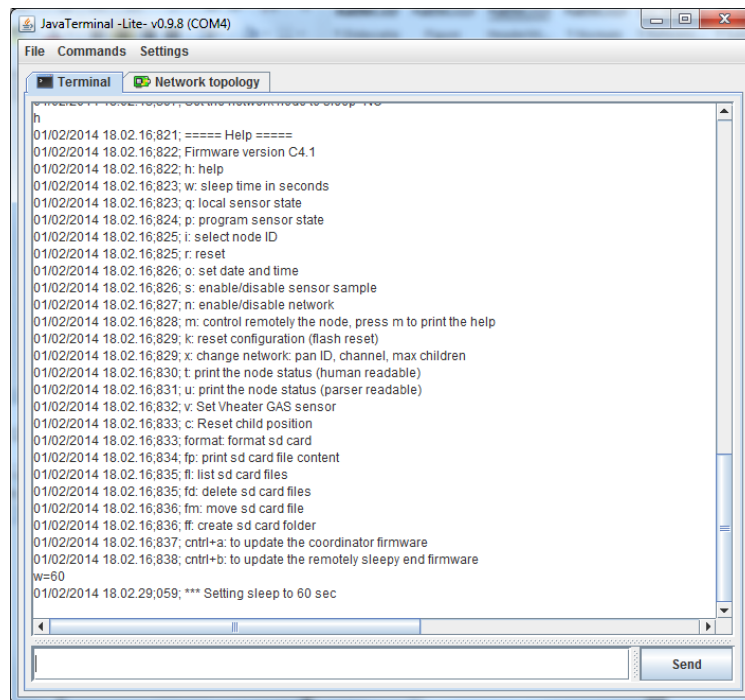 JavaTerminal -Lite- v0.9.8 (COM4)
File Commands Settings
Terminal Network topology
h
01/02/2014 18.02.16;821; ===== Help =====
01/02/2014 18.02.16;822; Firmware version C4.1
01/02/2014 18.02.16;822; h: help
01/02/2014 18.02.16;823; w: sleep time in seconds
01/02/2014 18.02.16;823; q: local sensor state
01/02/2014 18.02.16;824; p: program sensor state
01/02/2014 18.02.16;825; i: select node ID
01/02/2014 18.02.16;825; r: reset
01/02/2014 18.02.16;826; o: set date and time
01/02/2014 18.02.16;826; s: enable/disable sensor sample
01/02/2014 18.02.16;827; n: enable/disable network
01/02/2014 18.02.16;828; m: control remotely the node, press m to print the help
01/02/2014 18.02.16;829; k: reset configuration (flash reset)
01/02/2014 18.02.16;829; x: change network: pan ID, channel, max children
01/02/2014 18.02.16;830; t: print the node status (human readable)
01/02/2014 18.02.16;831; u: print the node status (parser readable)
01/02/2014 18.02.16;832; v: Set Vheater GAS sensor
01/02/2014 18.02.16;833; c: Reset child position
01/02/2014 18.02.16;833; format: format sd card
01/02/2014 18.02.16;834; fp: print sd card file content
01/02/2014 18.02.16;835; fl: list sd card files
01/02/2014 18.02.16;835; fd: delete sd card files
01/02/2014 18.02.16;836; fm: move sd card file
01/02/2014 18.02.16;836; ff: create sd card folder
01/02/2014 18.02.16;837; cntrl+a: to update the coordinator firmware
01/02/2014 18.02.16;838; cntrl+b: to update the remotely sleepy end firmware
w=60
01/02/2014 18.02.29;059; *** Setting sleep to 60 sec
Send